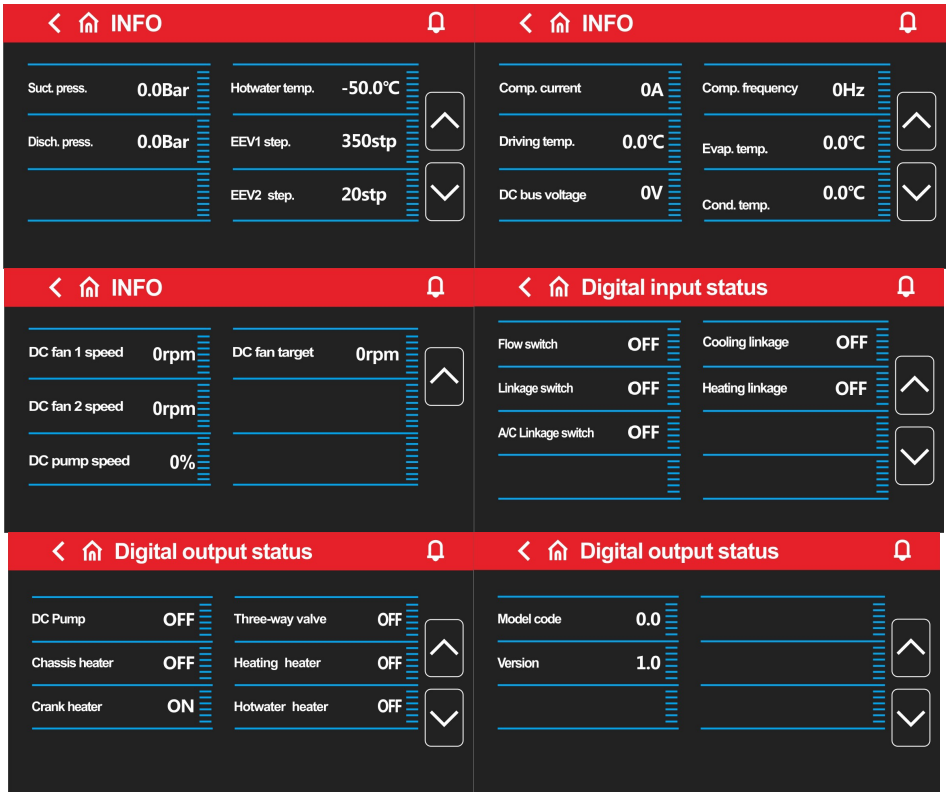 INFO
Suct. press. 0.0Bar Hotwater temp. -50.0℃
Disch. press. 0.0Bar EEV1 step. 350stp
EEV2 step. 20stp
INFO
Comp. current 0A Comp. frequency 0Hz
Driving temp. 0.0℃ Evap. temp. 0.0℃
DC bus voltage 0V Cond. temp. 0.0℃
INFO
DC fan 1 speed 0rpm DC fan target 0rpm
DC fan 2 speed 0rpm
DC pump speed 0%
Digital input status
Flow switch OFF Cooling linkage OFF
Linkage switch OFF Heating linkage OFF
A/C Linkage switch OFF
Digital output status
DC Pump OFF Three-way valve OFF
Chassis heater OFF Heating heater OFF
Crank heater ON Hotwater heater OFF
Digital output status
Model code 0.0
Version 1.0